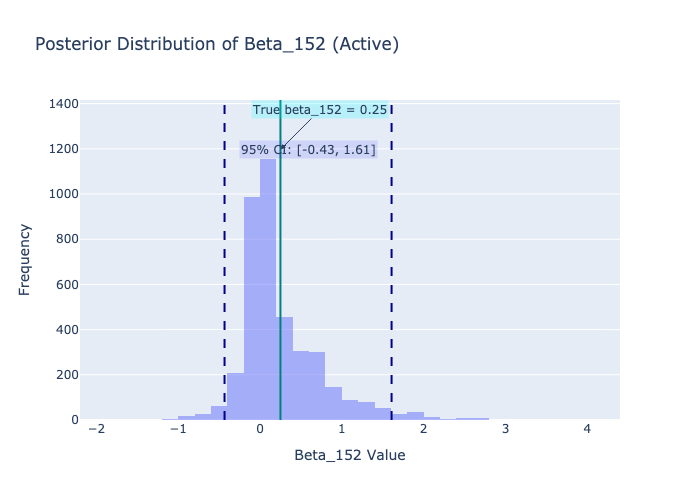 Posterior Distribution of Beta_152 (Active)
1400
True beta_152 = 0.25
1200
95% CI: [-0.43, 1.61]
1000
800
600
400
200
0
Frequency
−2 −1 0 1 2 3 4
Beta_152 Value